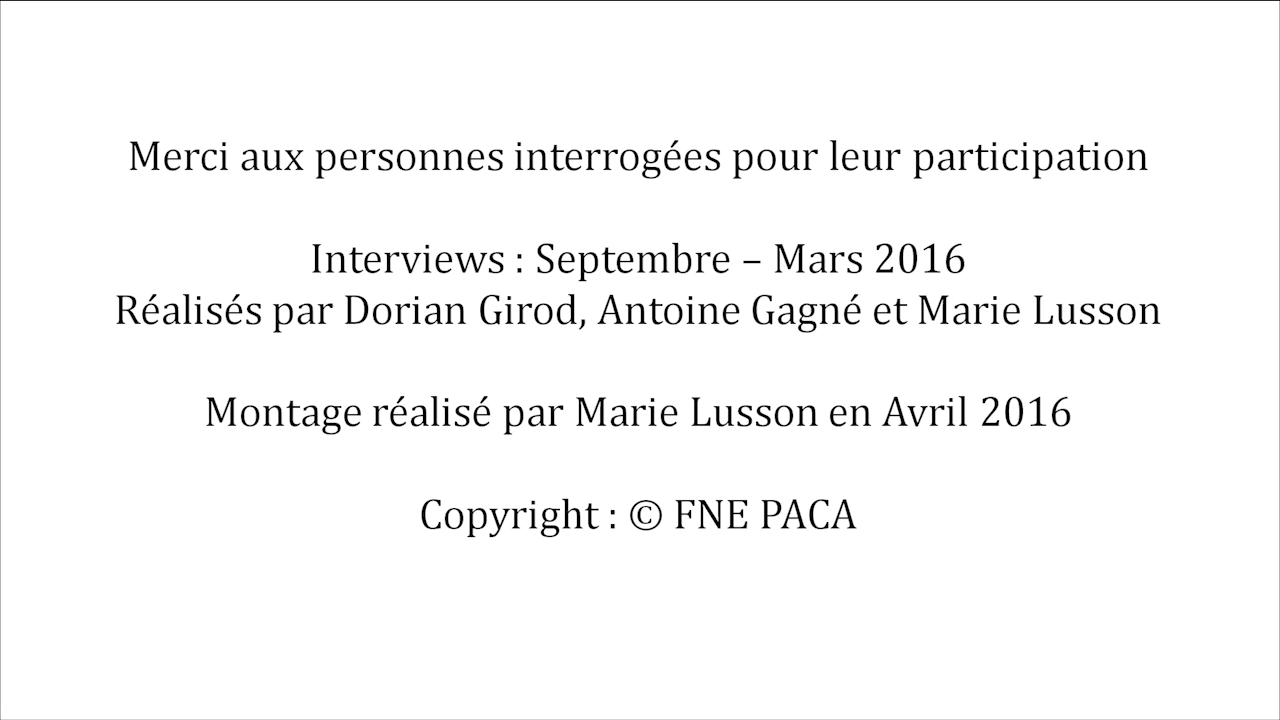 Merci aux personnes interrogées pour leur participation
Interviews : Septembre – Mars 2016
Réalisés par Dorian Girod, Antoine Gagné et Marie Lusson
Montage réalisé par Marie Lusson en Avril 2016
Copyright : © FNE PACA